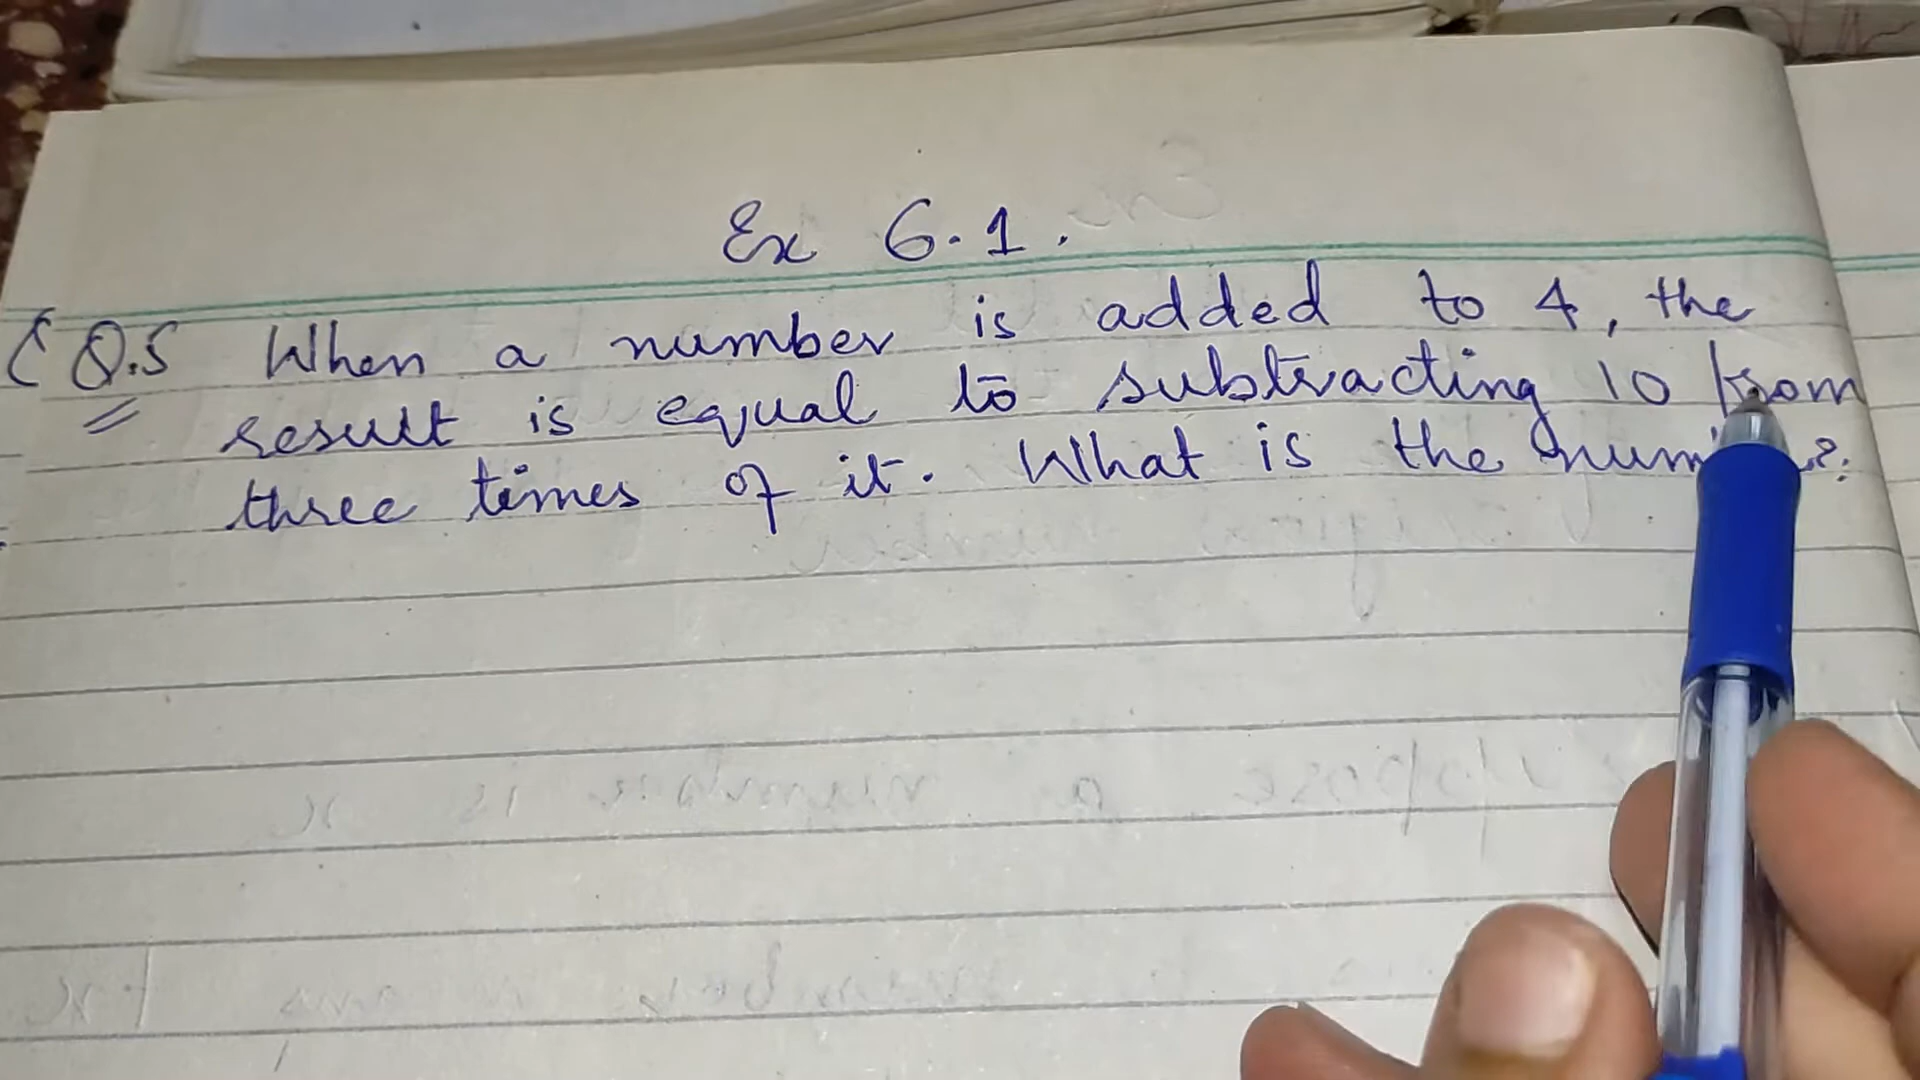 Ex 6.1.
Q.5 When a number is added to 4, the
result is equal to subtracting 10 from
three times of it. What is the